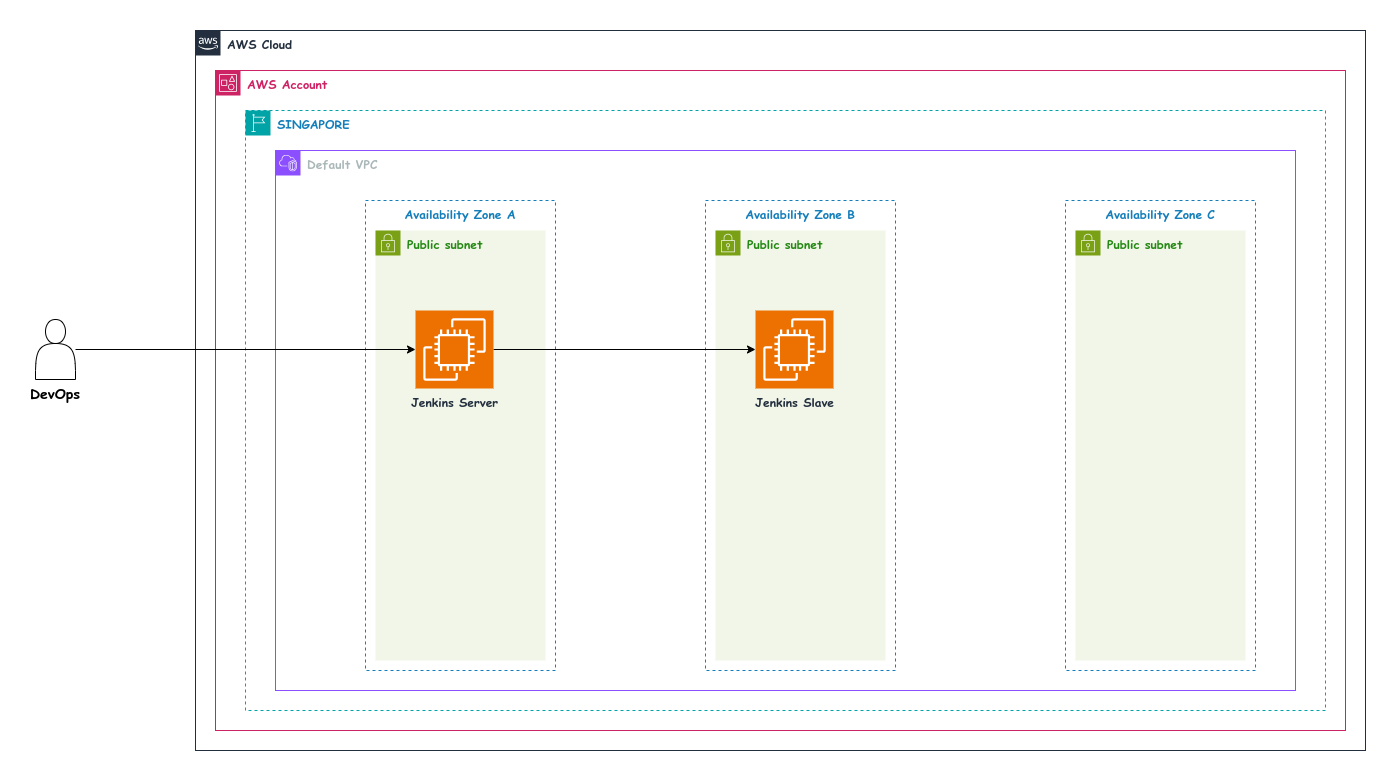 aws
AWS Cloud
AWS Account
SINGAPORE
Default VPC
Availability Zone A
Availability Zone B
Availability Zone C
Public subnet
Public subnet
Public subnet
DevOps
Jenkins Server
Jenkins Slave